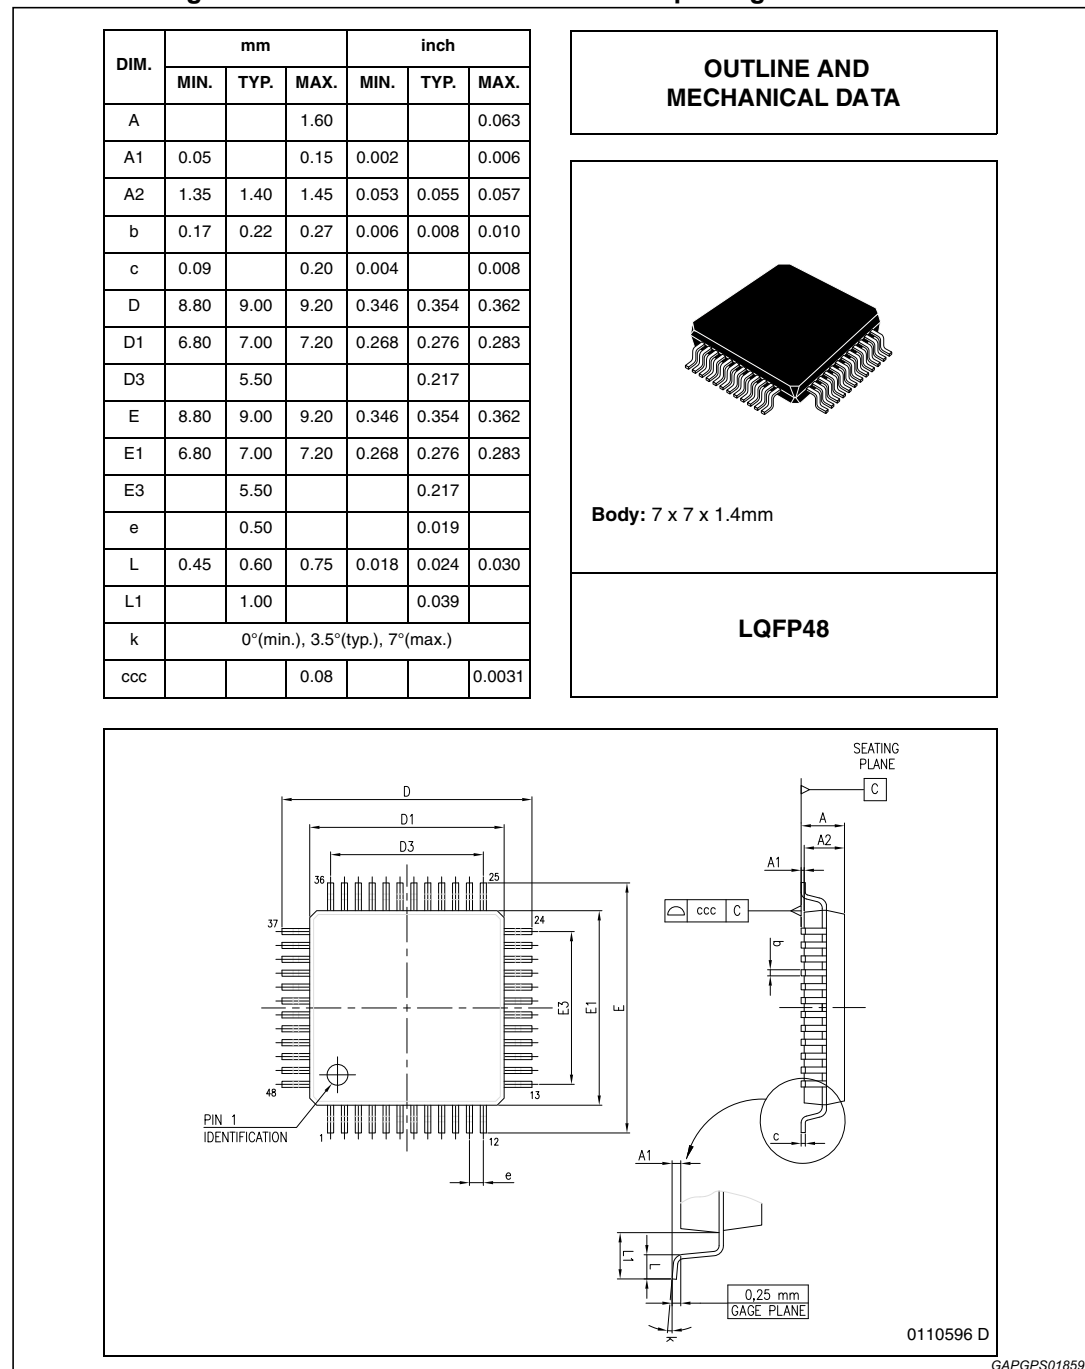 DIM. mm inch
MIN. TYP. MAX. MIN. TYP. MAX.
A 1.60 0.063
A1 0.05 0.15 0.002 0.006
A2 1.35 1.40 1.45 0.053 0.055 0.057
b 0.17 0.22 0.27 0.006 0.008 0.010
c 0.09 0.20 0.004 0.008
D 8.80 9.00 9.20 0.346 0.354 0.362
D1 6.80 7.00 7.20 0.268 0.276 0.283
D3 5.50 0.217
E 8.80 9.00 9.20 0.346 0.354 0.362
E1 6.80 7.00 7.20 0.268 0.276 0.283
E3 5.50 0.217
e 0.50 0.019
L 0.45 0.60 0.75 0.018 0.024 0.030
L1 1.00 0.039
k 0°(min.), 3.5°(typ.), 7°(max.)
ccc 0.08 0.0031
OUTLINE AND
MECHANICAL DATA
Body: 7 x 7 x 1.4mm
LQFP48
D
D1
D3
36
25
37
24
E3
E1
E
48
13
PIN 1
IDENTIFICATION
1
12
e
SEATING
PLANE
C
A
A2
A1
ccc C
b
c
A1
L1
L
0,25 mm
GAGE PLANE
k
0110596 D
GAPGPS01859